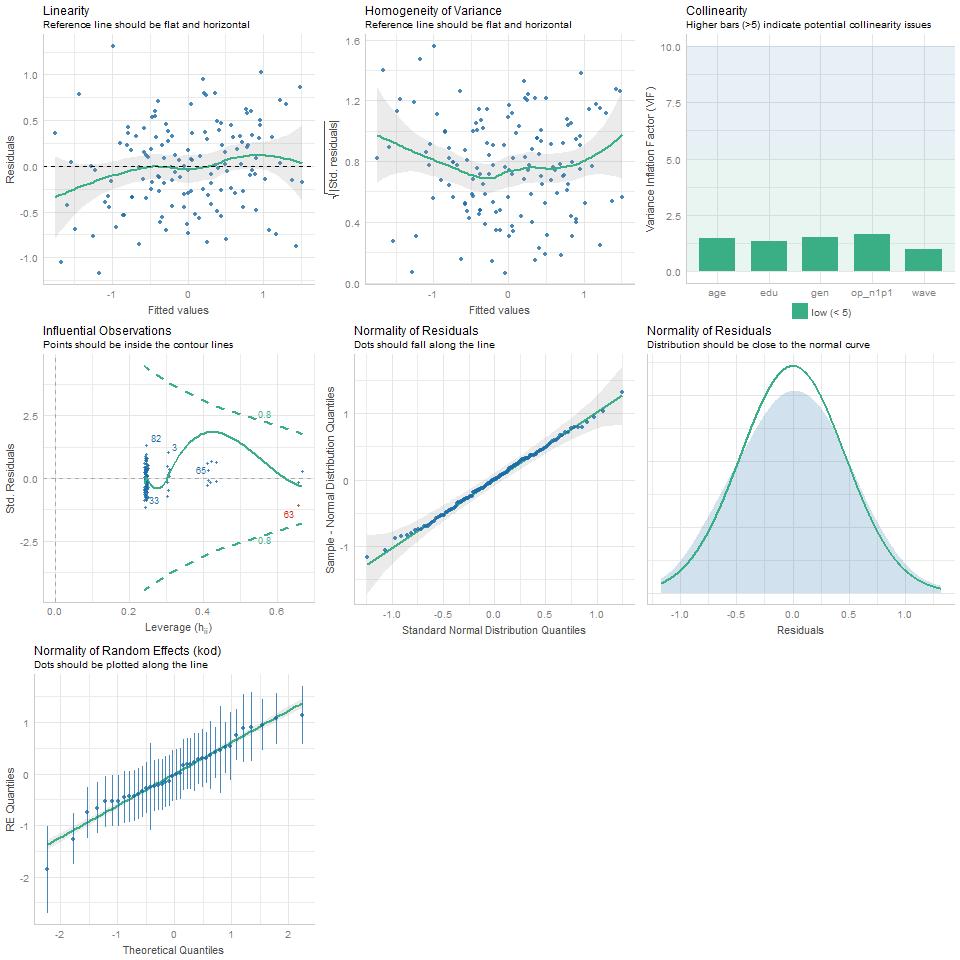 Linearity
Reference line should be flat and horizontal
Residuals
1.0
0.5
0.0
-0.5
-1.0
-1
0
1
Fitted values
Homogeneity of Variance
Reference line should be flat and horizontal
√|Std. residuals|
1.6
1.2
0.8
0.4
0.0
-1
0
1
Fitted values
Collinearity
Higher bars (>5) indicate potential collinearity issues
Variance Inflation Factor (VIF)
10.0
7.5
5.0
2.5
0.0
age
edu
gen
op_n1p1
wave
low (< 5)
Influential Observations
Points should be inside the contour lines
Std. Residuals
2.5
0.0
-2.5
0.8
82
3
65
33
63
0.8
0.0
0.2
0.4
0.6
Leverage (hii)
Normality of Residuals
Dots should fall along the line
Sample - Normal Distribution Quantiles
1
0
-1
-1.0
-0.5
0.0
0.5
1.0
Standard Normal Distribution Quantiles
Normality of Residuals
Distribution should be close to the normal curve
-1.0
-0.5
0.0
0.5
1.0
Residuals
Normality of Random Effects (kod)
Dots should be plotted along the line
RE Quantiles
1
0
-1
-2
-2
-1
0
1
2
Theoretical Quantiles